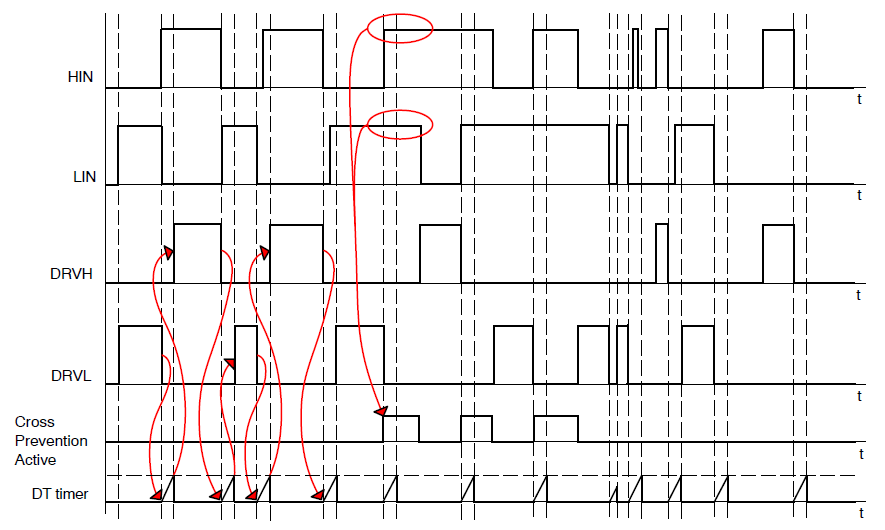 HIN
t
LIN
t
DRVH
t
DRVL
t
Cross
Prevention
Active
t
DT timer
t